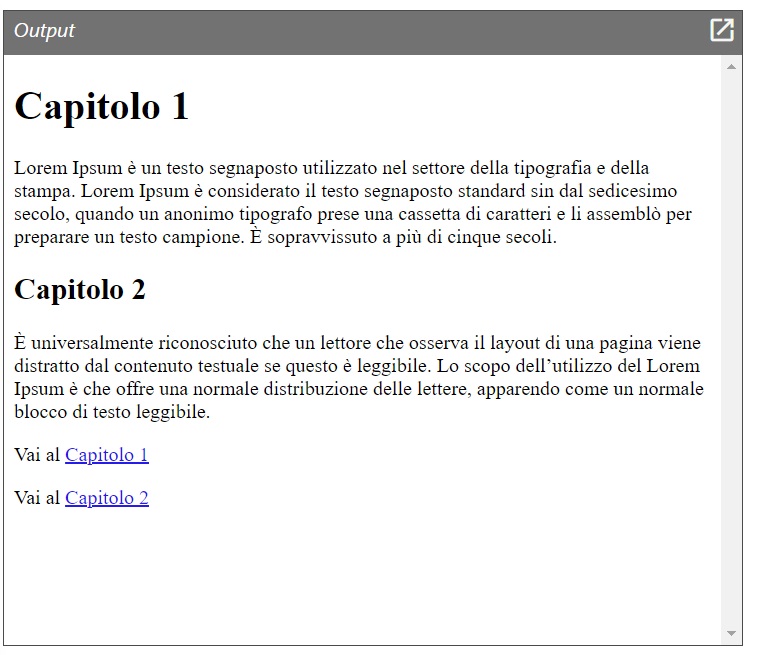 Output
Capitolo 1
Lorem Ipsum è un testo segnaposto utilizzato nel settore della tipografia e della
stampa. Lorem Ipsum è considerato il testo segnaposto standard sin dal sedicesimo
secolo, quando un anonimo tipografo prese una cassetta di caratteri e li assemblò per
preparare un testo campione. È sopravvissuto a più di cinque secoli.
Capitolo 2
È universalmente riconosciuto che un lettore che osserva il layout di una pagina viene
distratto dal contenuto testuale se questo è leggibile. Lo scopo dell’utilizzo del Lorem
Ipsum è che offre una normale distribuzione delle lettere, apparendo come un normale
blocco di testo leggibile.
Vai al Capitolo 1
Vai al Capitolo 2